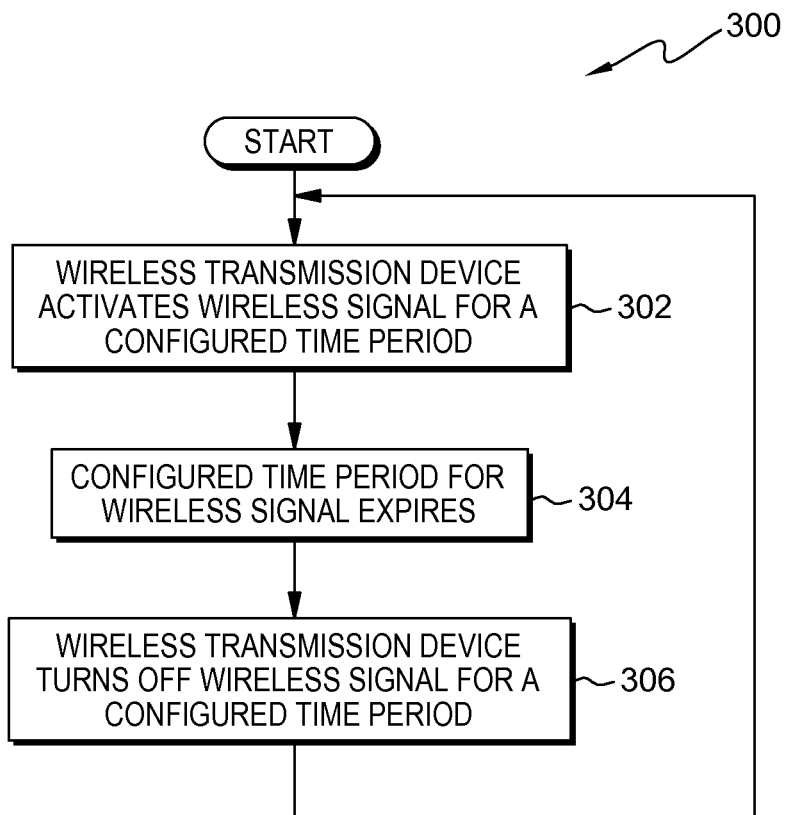 300
START
WIRELESS TRANSMISSION DEVICE
ACTIVATES WIRELESS SIGNAL FOR A
CONFIGURED TIME PERIOD
302
CONFIGURED TIME PERIOD FOR
WIRELESS SIGNAL EXPIRES
304
WIRELESS TRANSMISSION DEVICE
TURNS OFF WIRELESS SIGNAL FOR A
CONFIGURED TIME PERIOD
306